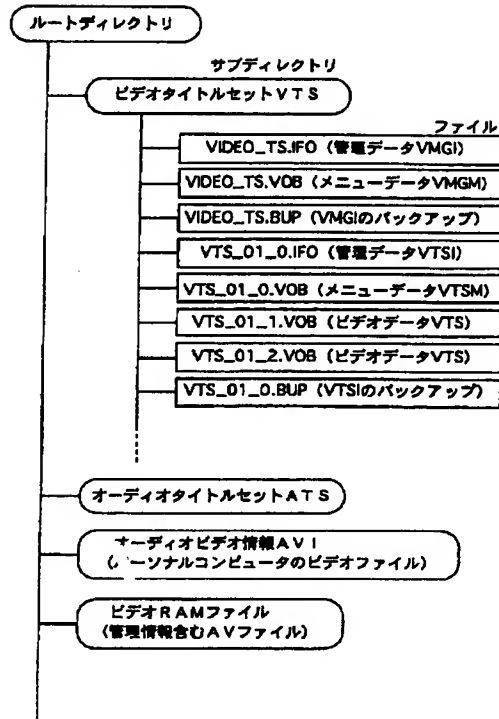 ルートディレクトリ
サブディレクトリ
ビデオタイトルセットVTS
ファイル
VIDEO_TS.IFO (管理データVMGI)
VIDEO_TS.VOB (メニューデータVMGM)
VIDEO_TS.BUP (VMGIのバックアップ)
VTS_01_0.IFO (管理データVTSI)
VTS_01_0.VOB (メニューデータVTSM)
VTS_01_1.VOB (ビデオデータVTS)
VTS_01_2.VOB (ビデオデータVTS)
VTS_01_0.BUP (VTSIのバックアップ)
オーディオタイトルセットATS
オーディオビデオ情報AVI
(パーソナルコンピュータのビデオファイル)
ビデオRAMファイル
(管理情報含むAVファイル)